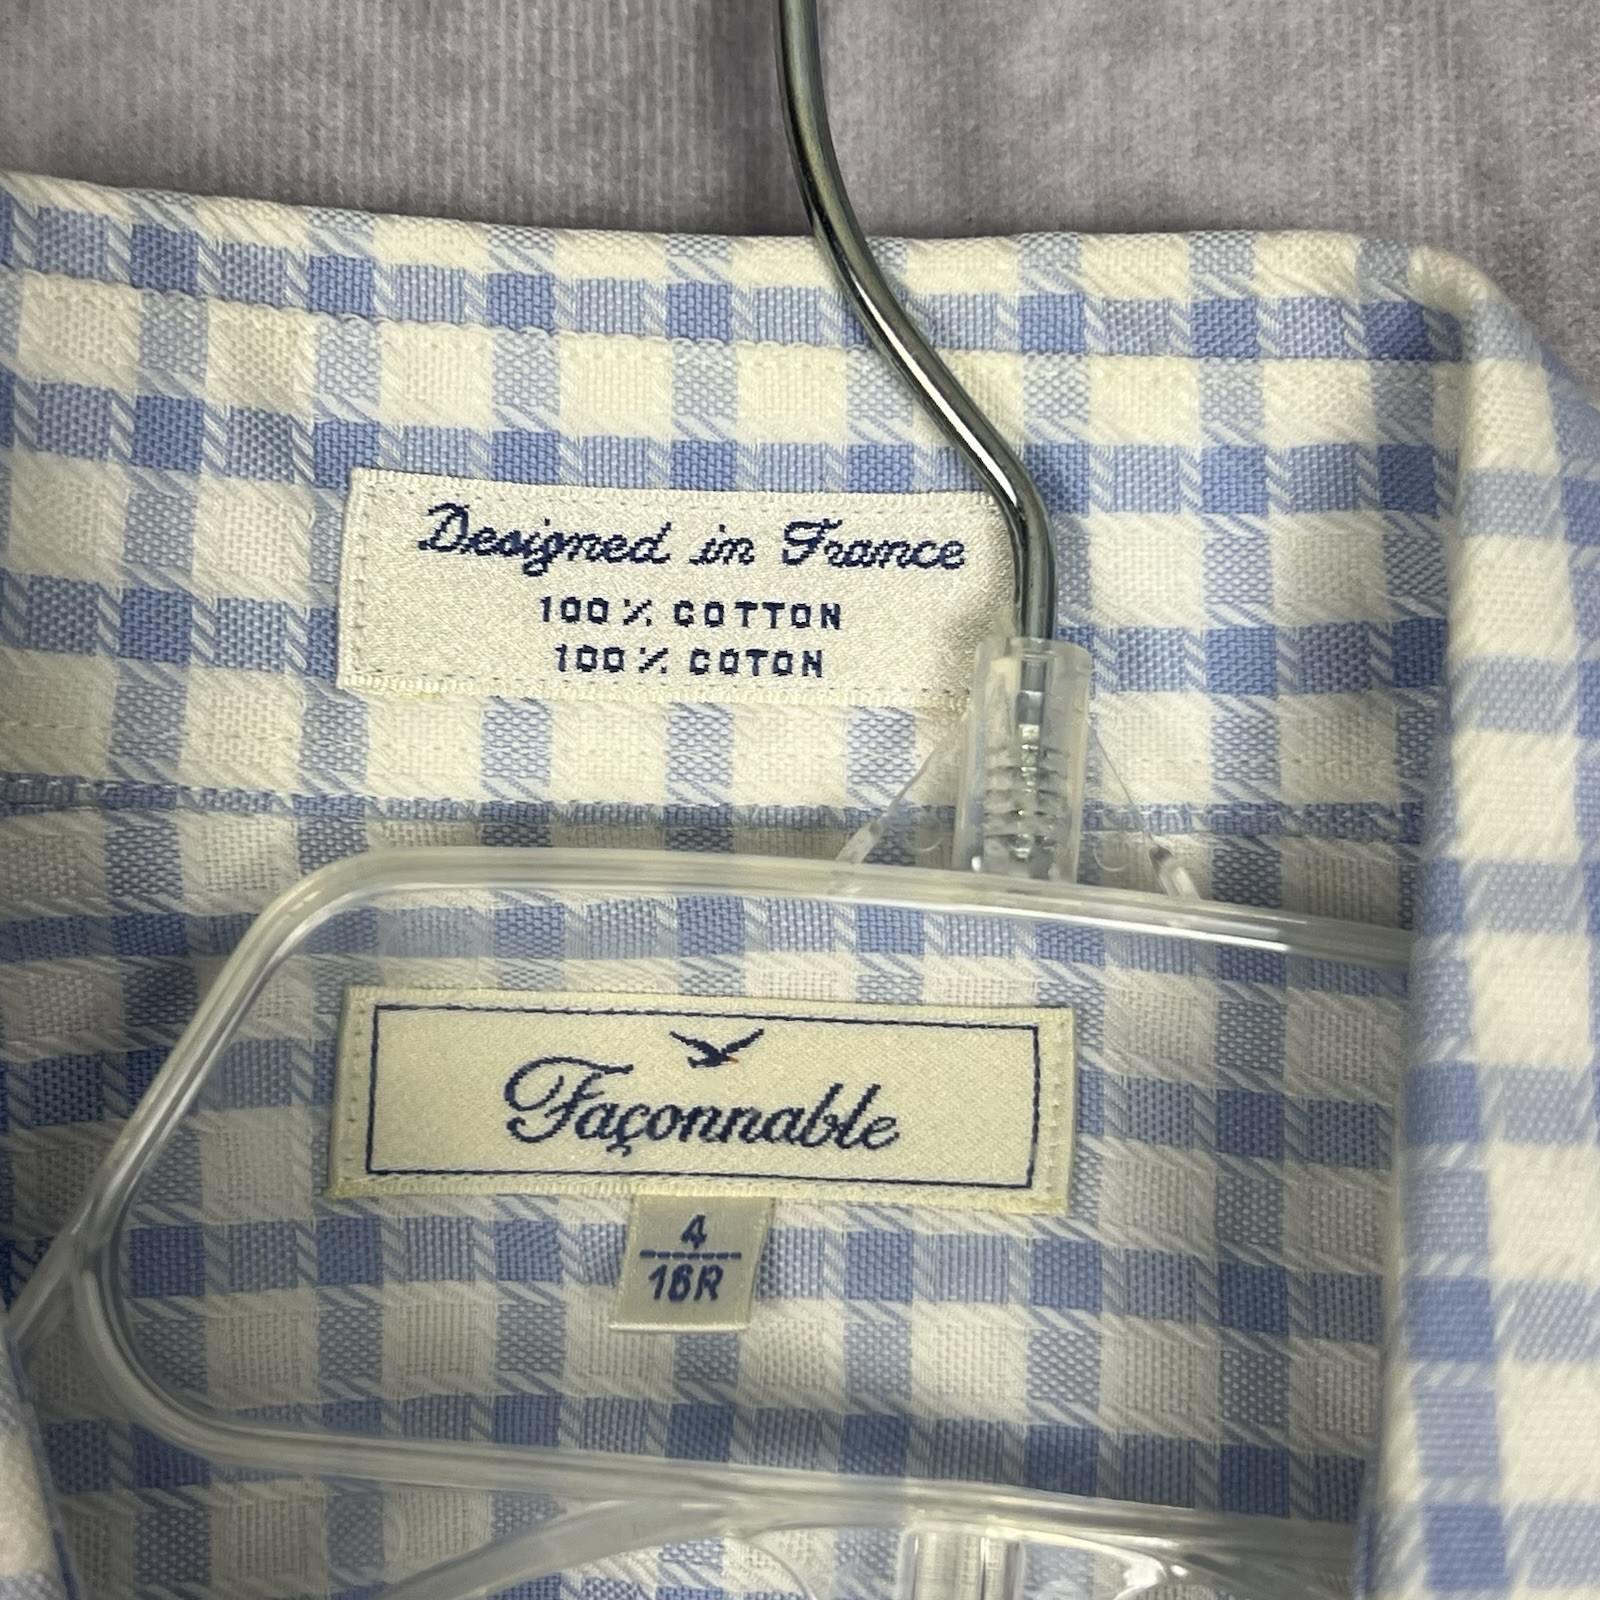 Designed in France
100% COTTON
100% COTON
Façonnable
4
16R